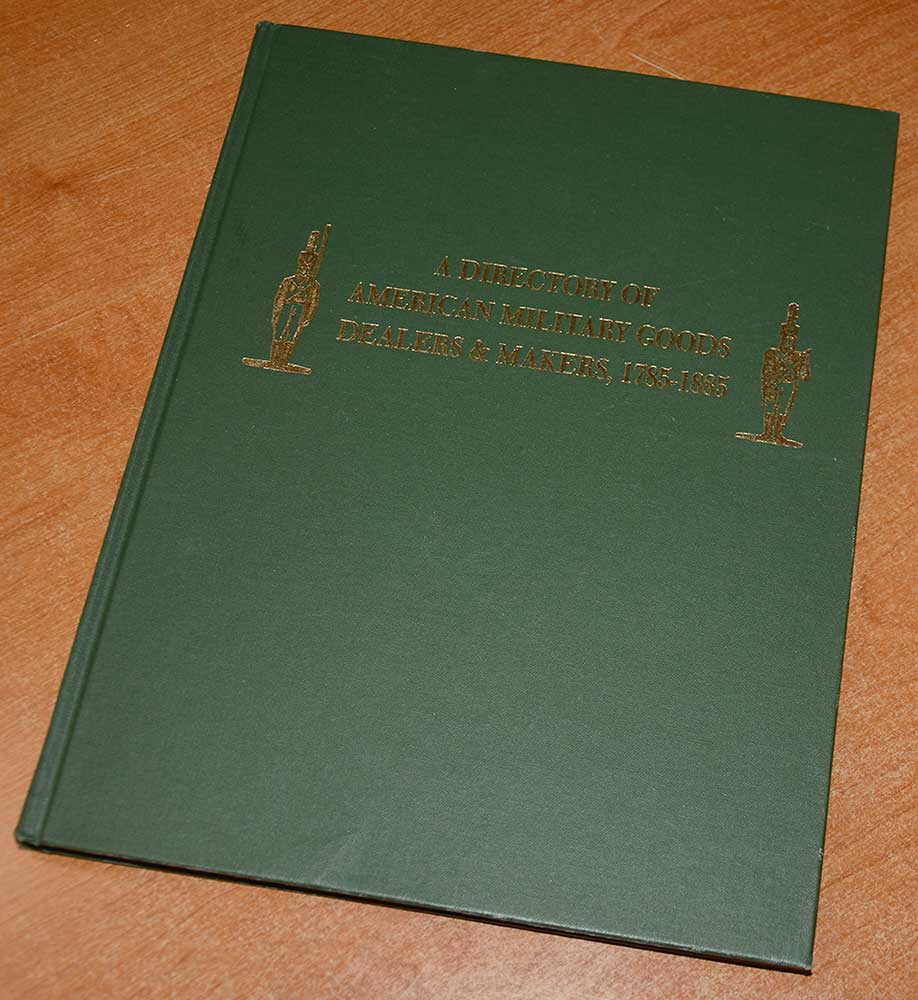 A DIRECTORY OF
AMERICAN MILITARY GOODS
DEALERS & MAKERS, 1785-1885